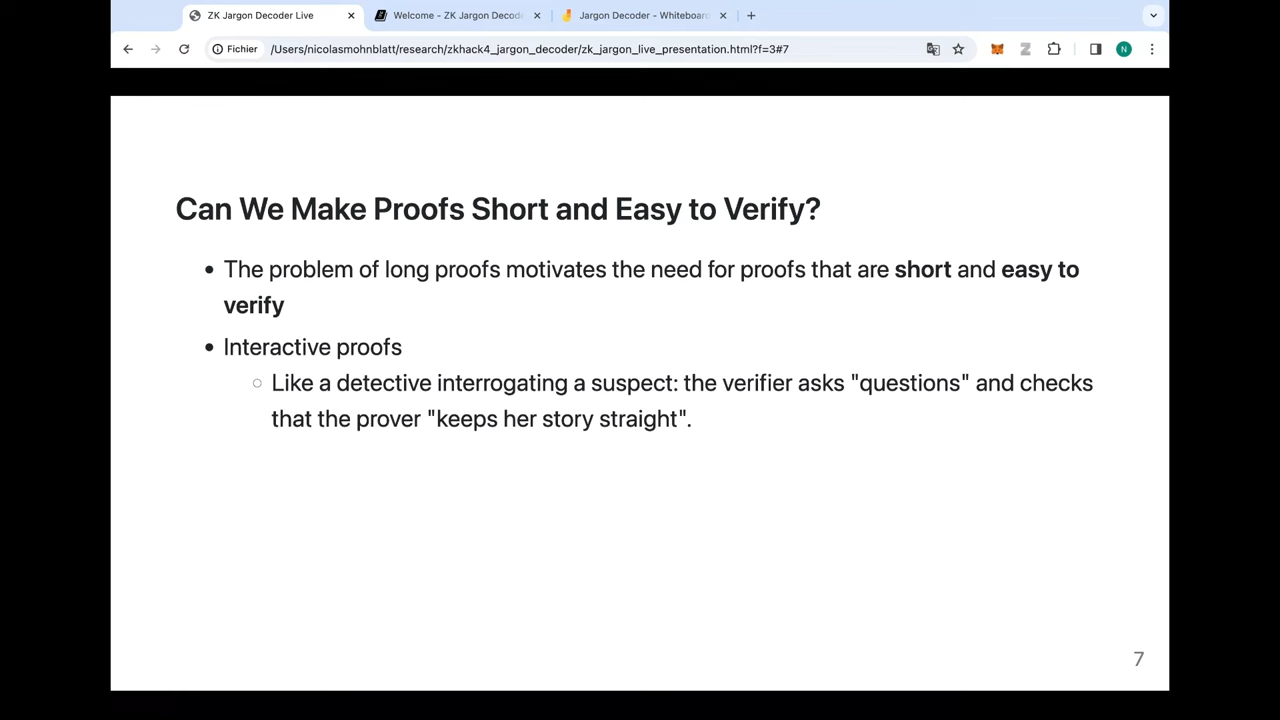 ZK Jargon Decoder Live
Welcome - ZK Jargon Decod
Jargon Decoder - Whiteboard
Fichier
/Users/nicolasmohnblatt/research/zkhack4_jargon_decoder/zk_jargon_live_presentation.html?f=3#7
N
Can We Make Proofs Short and Easy to Verify?
• The problem of long proofs motivates the need for proofs that are short and easy to
verify
• Interactive proofs
○ Like a detective interrogating a suspect: the verifier asks "questions" and checks
that the prover "keeps her story straight".
7